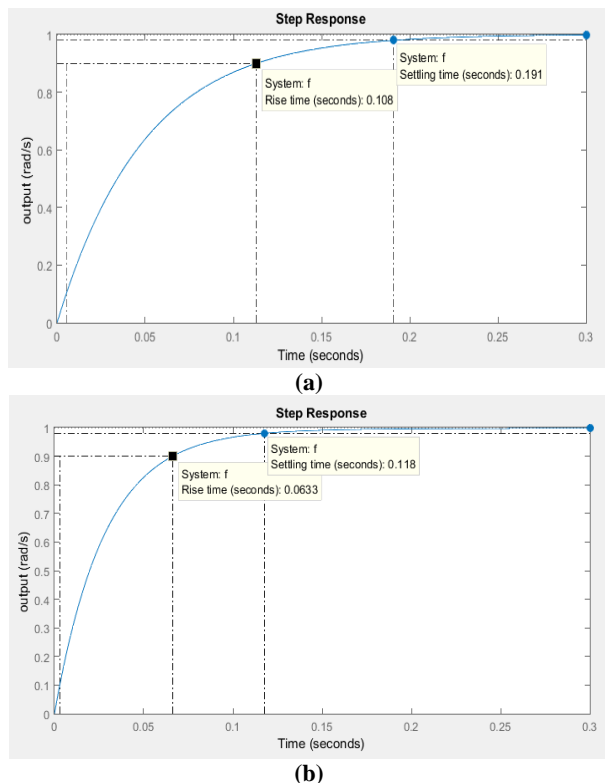 Step Response
1
0.8
0.6
0.4
0.2
0
output (rad/s)
System: f
Rise time (seconds): 0.108
System: f
Settling time (seconds): 0.191
0
0.05
0.1
0.15
0.2
0.25
0.3
Time (seconds)
(a)
Step Response
1
0.9
0.8
0.7
0.6
0.5
0.4
0.3
0.2
0.1
0
output (rad/s)
System: f
Settling time (seconds): 0.118
System: f
Rise time (seconds): 0.0633
0
0.05
0.1
0.15
0.2
0.25
0.3
Time (seconds)
(b)